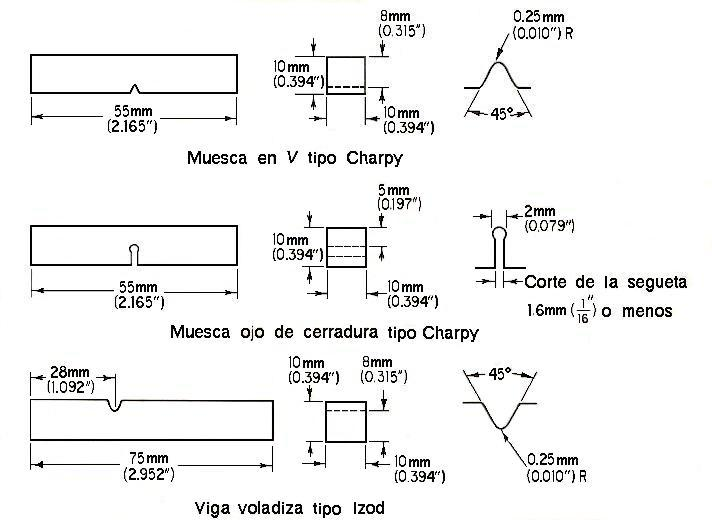 8mm
(0.315")
0.25mm
(0.010") R
10mm
(0.394")
10mm
(0.394")
55mm
(2.165")
45°
Muesca en V tipo Charpy
5mm
(0.197")
2mm
(0.079")
10mm
(0.394")
10mm
(0.394")
55mm
(2.165")
Corte de la segueta
1.6mm (1/16") o menos
Muesca ojo de cerradura tipo Charpy
28mm
(1.092")
10mm
(0.394")
8mm
(0.315")
45°
75mm
(2.952")
10mm
(0.394")
0.25mm
(0.010") R
Viga voladiza tipo Izod